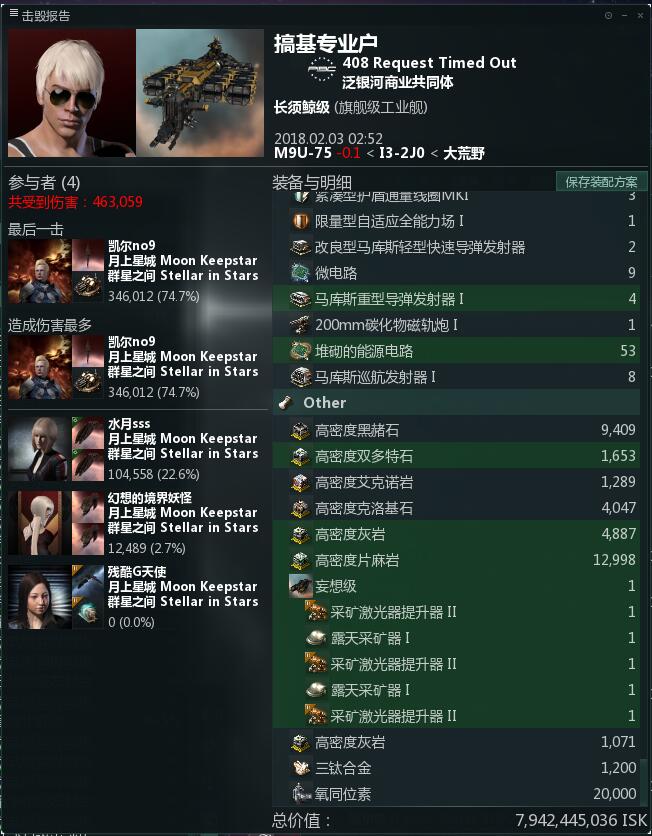 击毁报告
搞基专业户
408 Request Timed Out
泛银河商业共同体
长须鲸级 (旗舰级工业舰)
2018.02.03 02:52
M9U-75 -0.1 < I3-2J0 < 大荒野
参与者 (4)
共受到伤害：463,059
最后一击
凯尔no9
月上星城 Moon Keepstar
群星之间 Stellar in Stars
346,012 (74.7%)
造成伤害最多
凯尔no9
月上星城 Moon Keepstar
群星之间 Stellar in Stars
346,012 (74.7%)
水月sss
月上星城 Moon Keepstar
群星之间 Stellar in Stars
104,558 (22.6%)
幻想的境界妖怪
月上星城 Moon Keepstar
群星之间 Stellar in Stars
12,489 (2.7%)
残酷G天使
月上星城 Moon Keepstar
群星之间 Stellar in Stars
0 (0.0%)
装备与明细
保存装配方案
紧凑型护盾通量线圈MKI 3
限量型自适应全能力场 I 1
改良型马库斯轻型快速导弹发射器 2
微电路 9
马库斯重型导弹发射器 I 4
200mm碳化物磁轨炮 I 1
堆砌的能源电路 53
马库斯巡航发射器 I 8
Other
高密度黑赭石 9,409
高密度双多特石 1,653
高密度艾克诺岩 1,289
高密度克洛基石 4,047
高密度灰岩 4,887
高密度片麻岩 12,998
妄想级 1
采矿激光器提升器 II 1
露天采矿器 I 1
采矿激光器提升器 II 1
露天采矿器 I 1
采矿激光器提升器 II 1
高密度灰岩 1,071
三钛合金 1,200
氧同位素 20,000
总价值： 7,942,445,036 ISK